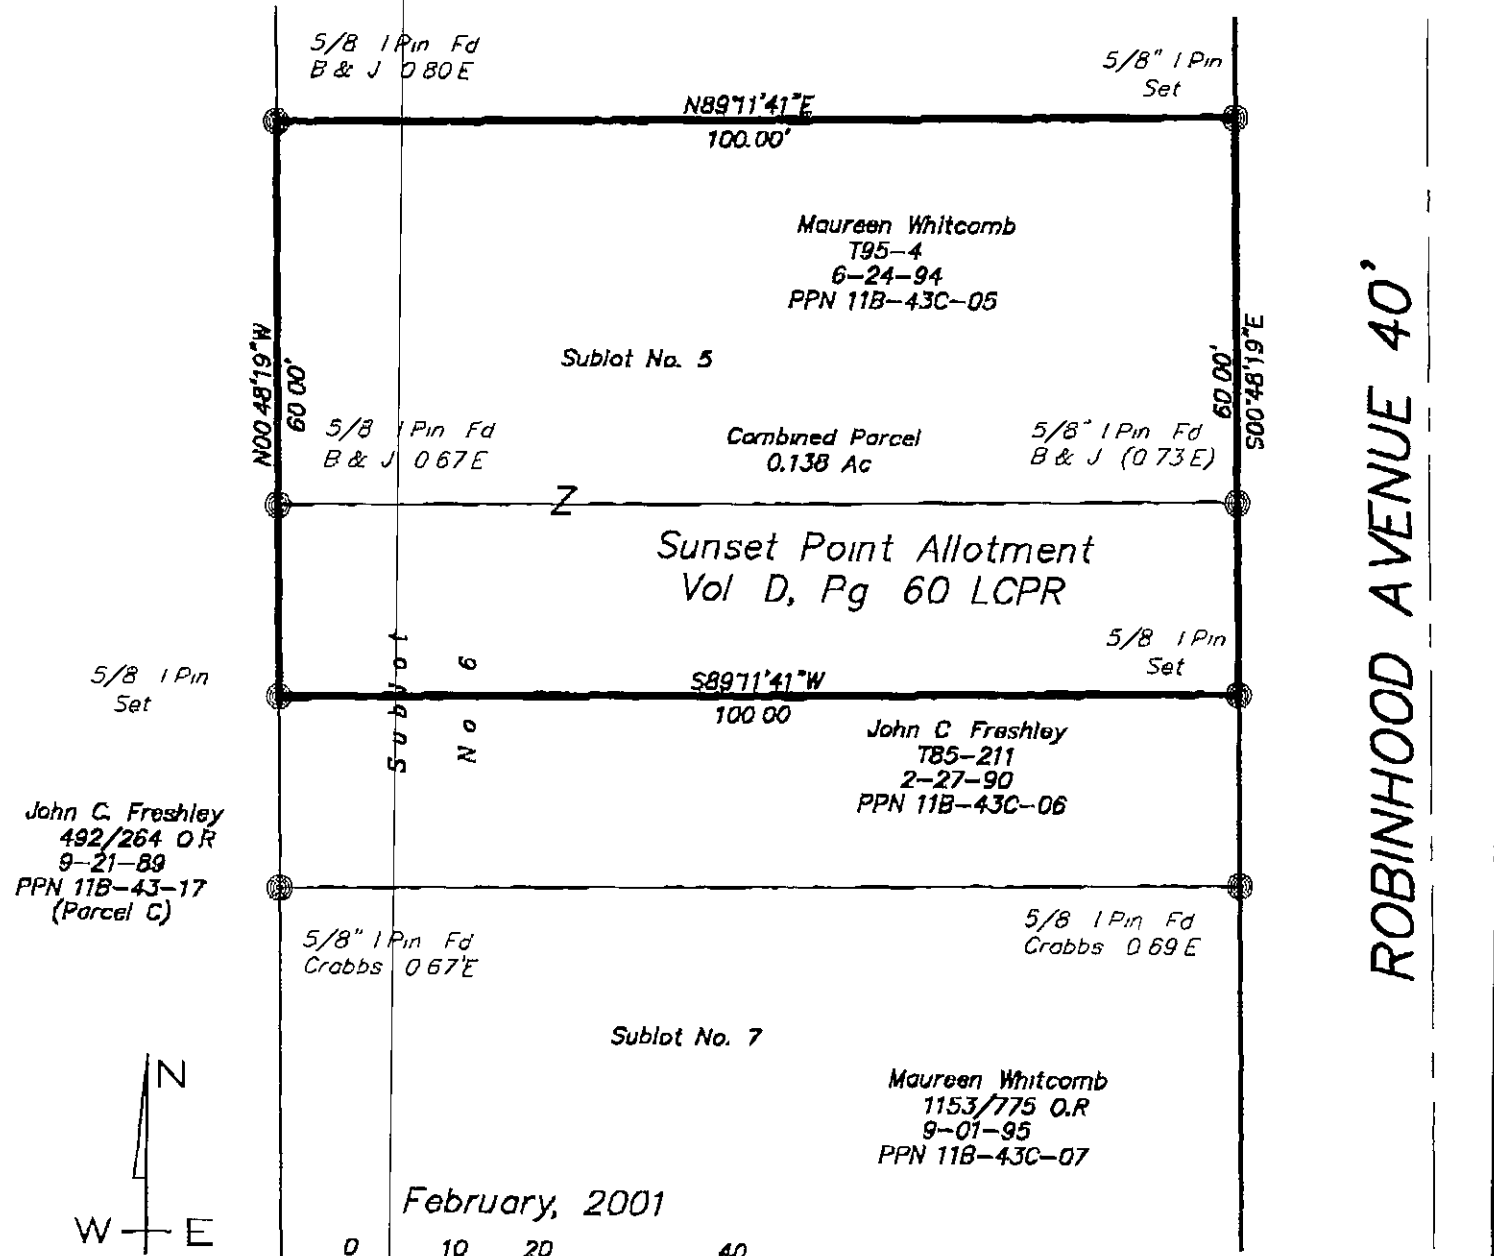 5/8 I Pin Fd
B & J 0 80 E
5/8" I Pin
Set
N89°11'41"E
100.00'
Maureen Whitcomb
T95-4
6-24-94
PPN 11B-43C-05
Sublot No. 5
N00 48'19"W
60 00'
60.00'
S00°48'19"E
5/8 I Pin Fd
B & J 0 67 E
Combined Parcel
0.138 Ac
5/8" I Pin Fd
B & J (0 73 E)
Z
Sunset Point Allotment
Vol D, Pg 60 LCPR
ROBINHOOD AVENUE 40'
Sublot
No 6
5/8 I Pin
Set
5/8 I Pin
Set
S89°11'41"W
100 00
John C Freshley
T85-211
2-27-90
PPN 11B-43C-06
John C. Freshley
492/264 O R
9-21-89
PPN 11B-43-17
(Parcel C)
5/8" I Pin Fd
Crabbs 0 67'E
5/8 I Pin Fd
Crabbs 0 69 E
Sublot No. 7
Maureen Whitcomb
1153/775 O.R
9-01-95
PPN 11B-43C-07
N
W E
February, 2001
0 10 20 40